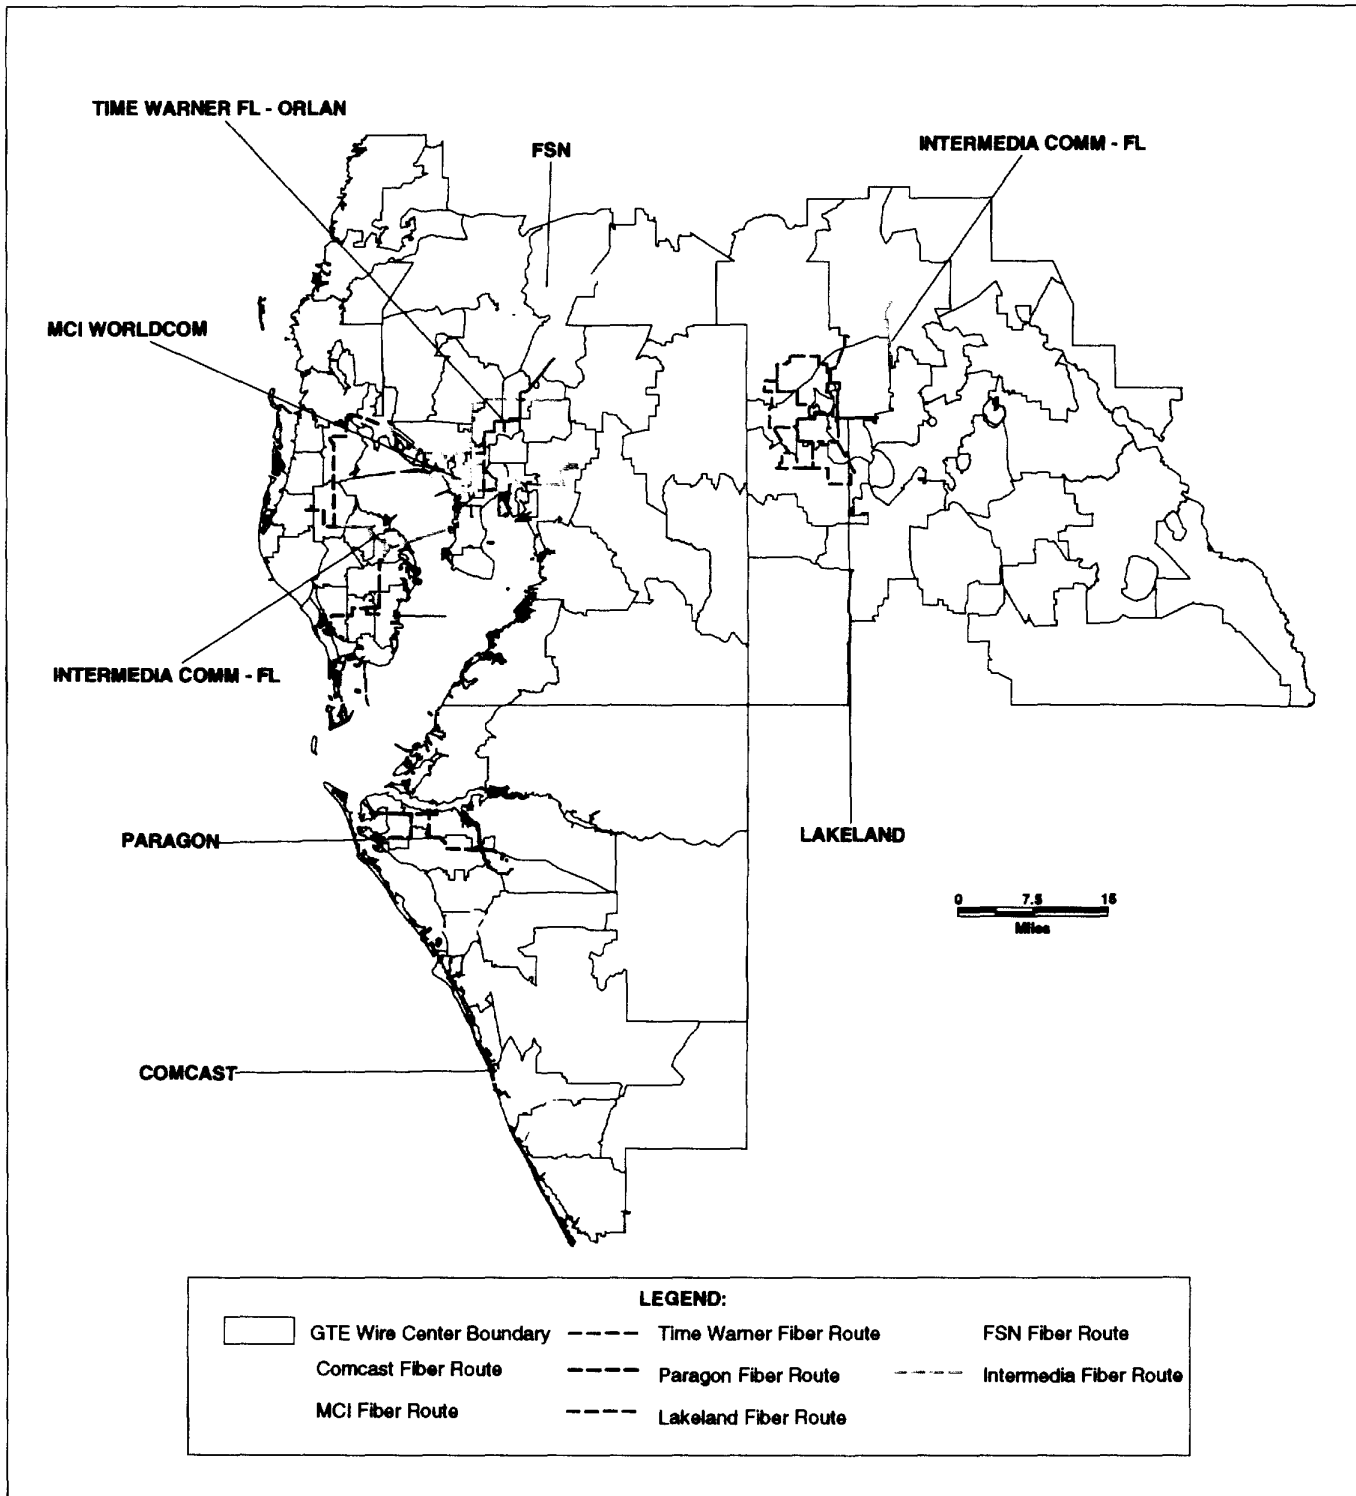 TIME WARNER FL - ORLAN
FSN
INTERMEDIA COMM - FL
MCI WORLDCOM
INTERMEDIA COMM - FL
PARAGON
LAKELAND
0 7.5 15
Miles
COMCAST
LEGEND:
GTE Wire Center Boundary
Time Warner Fiber Route
FSN Fiber Route
Comcast Fiber Route
Paragon Fiber Route
Intermedia Fiber Route
MCI Fiber Route
Lakeland Fiber Route